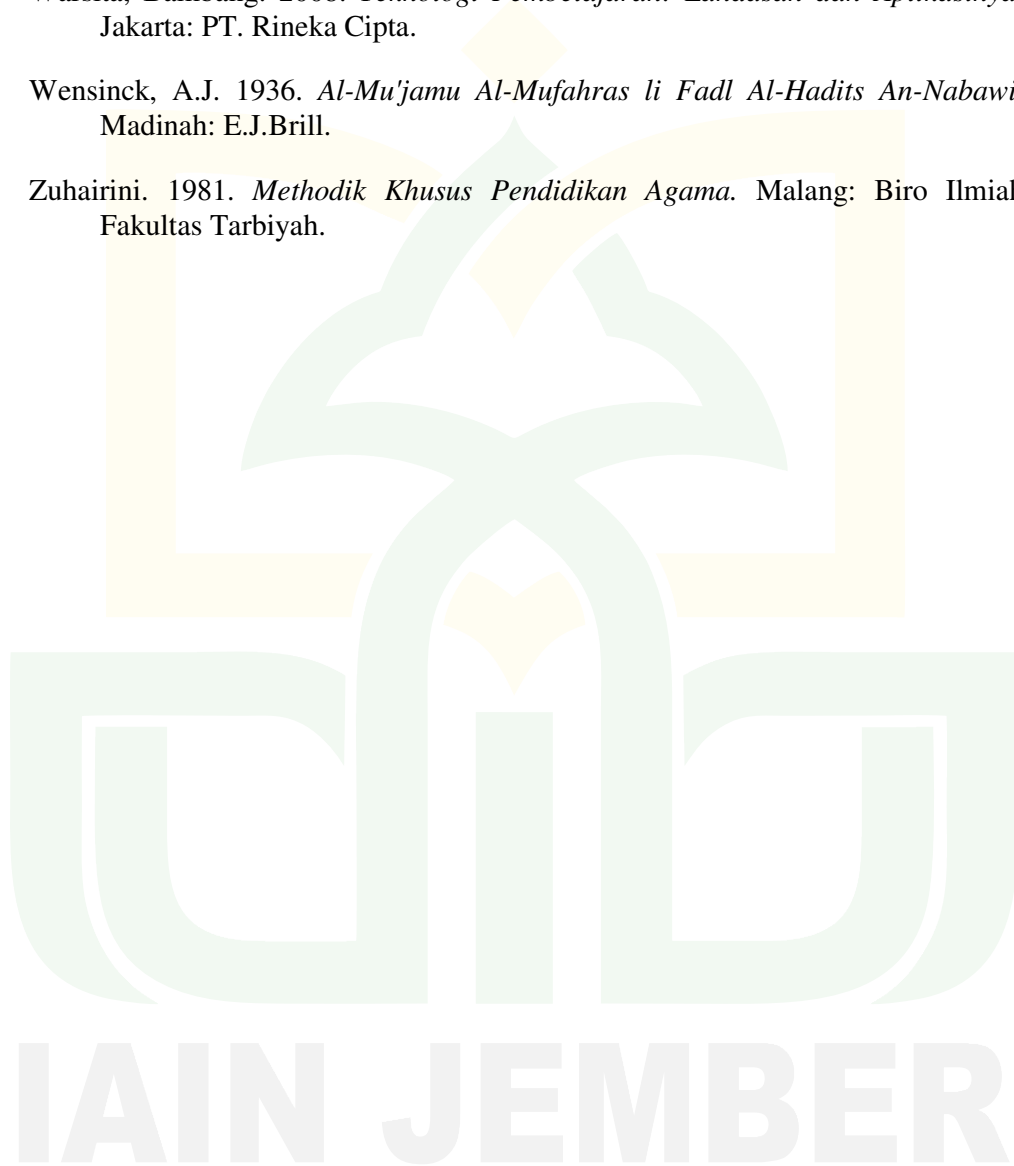 Jakarta: PT. Rineka Cipta.
Wensinck, A.J. 1936. Al-Mu'jamu Al-Mufahras li Fadl Al-Hadits An-Nabawi
Madinah: E.J.Brill.
Zuhairini. 1981. Methodik Khusus Pendidikan Agama. Malang: Biro Ilmiah
Fakultas Tarbiyah.
IAIN JEMBER